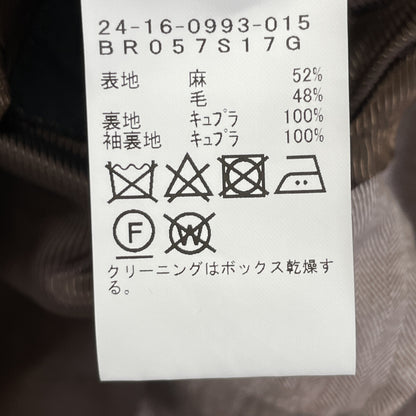 24-16-0993-015
BR057S17G
表地 麻 52%
毛 48%
裏地 ｷｭﾌﾟﾗ 100%
袖裏地 ｷｭﾌﾟﾗ 100%
F W
クリーニングはボックス乾燥す
る。